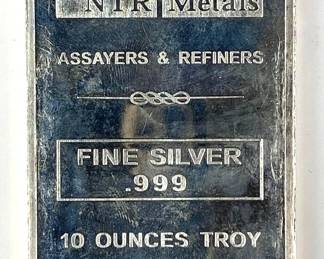 NTR Metals
ASSAYERS & REFINERS
FINE SILVER
.999
10 OUNCES TROY